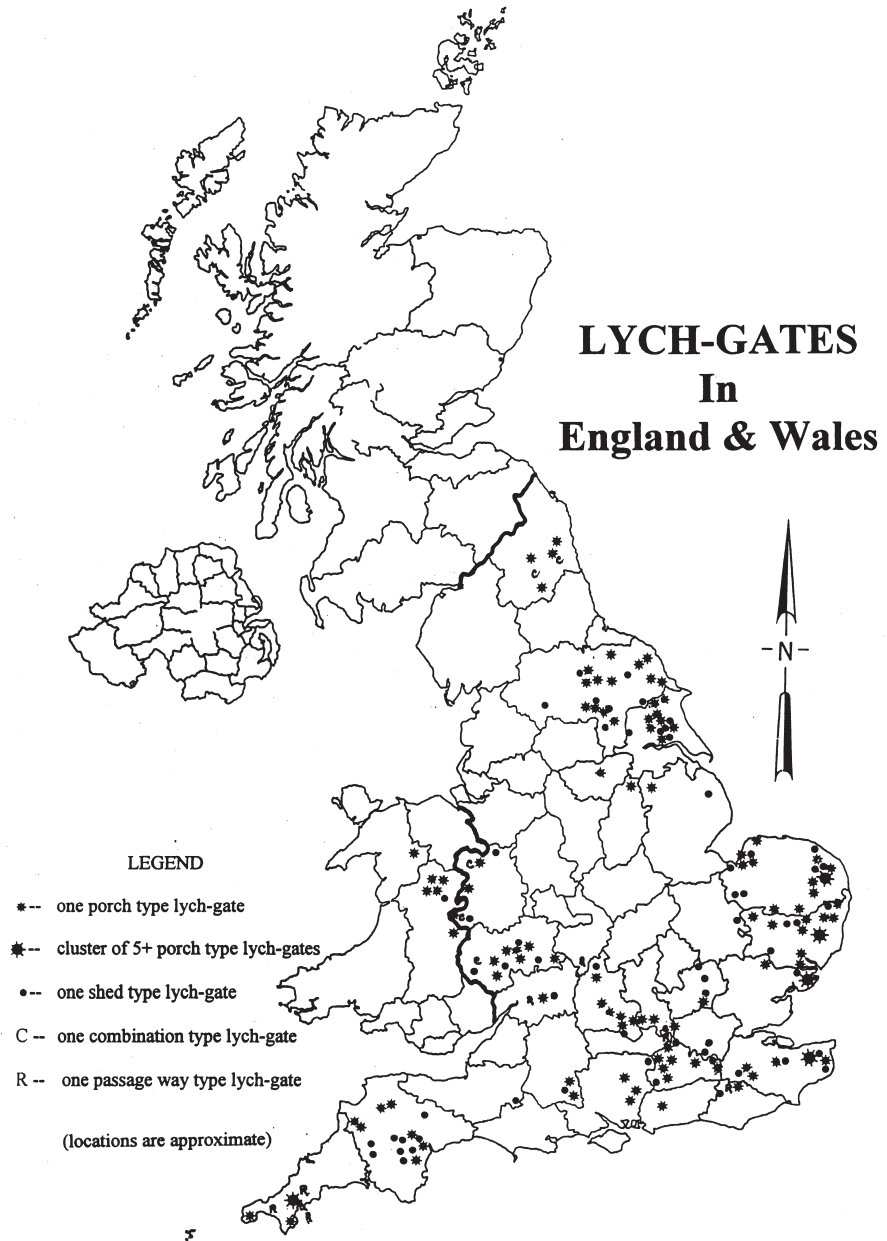 LYCH-GATES
In
England & Wales
-N-
LEGEND
* -- one porch type lych-gate
✹ -- cluster of 5+ porch type lych-gates
• -- one shed type lych-gate
C -- one combination type lych-gate
R -- one passage way type lych-gate
(locations are approximate)
C
C
C
C
R
R
R
R